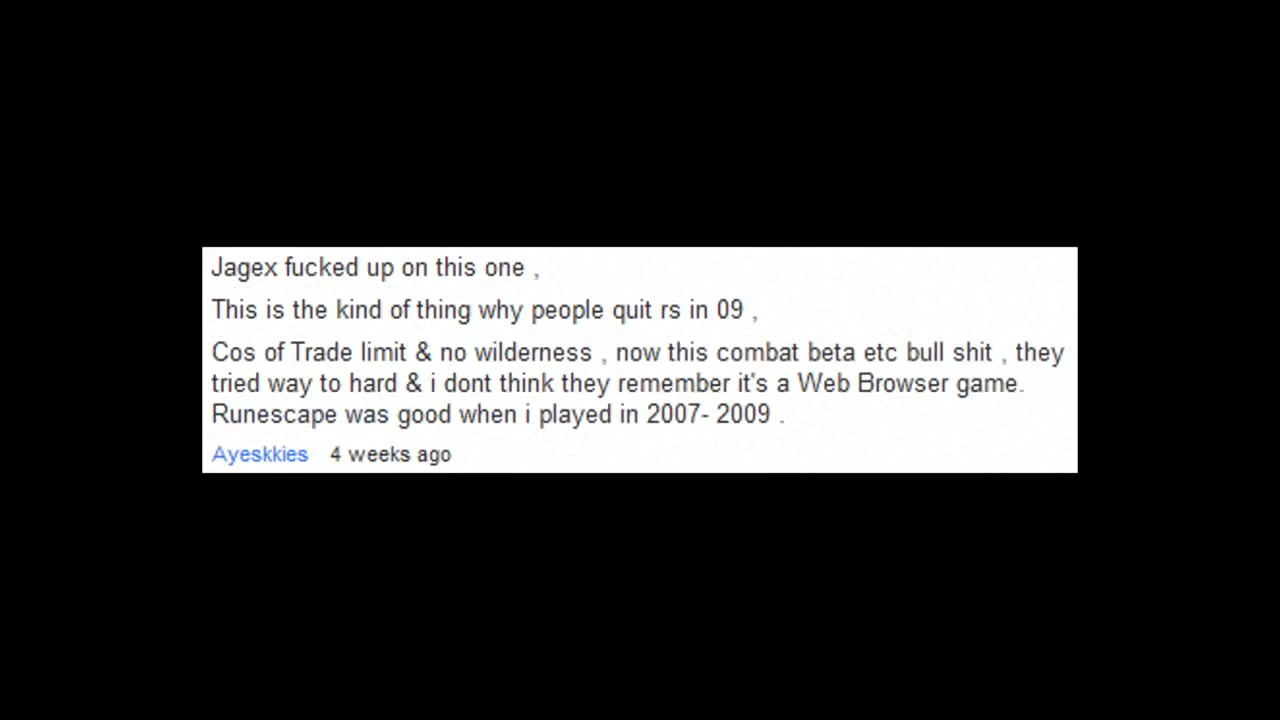 Jagex fucked up on this one ,
This is the kind of thing why people quit rs in 09 ,
Cos of Trade limit & no wilderness , now this combat beta etc bull shit , they
tried way to hard & i dont think they remember it's a Web Browser game.
Runescape was good when i played in 2007- 2009 .
Ayeskkies 4 weeks ago